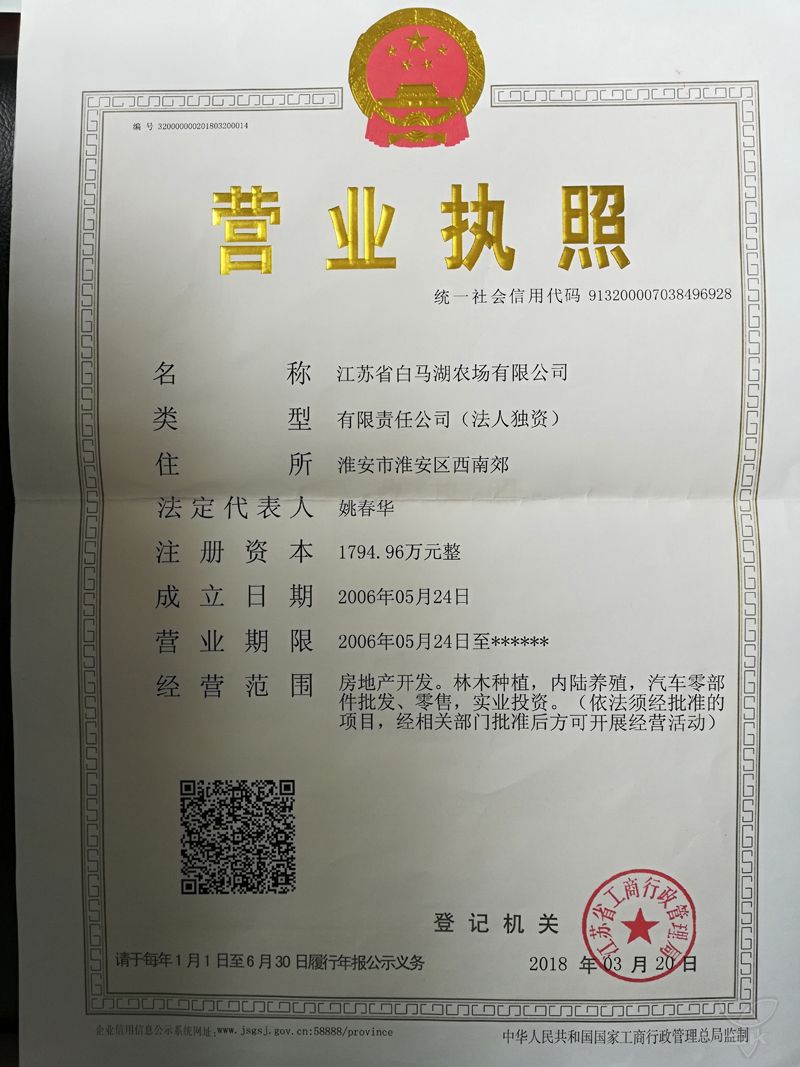 编 号 320000000201803200014
营业执照
统一社会信用代码 913200007038496928
名称 江苏省白马湖农场有限公司
类型 有限责任公司（法人独资）
住所 淮安市淮安区西南郊
法定代表人 姚春华
注册资本 1794.96万元整
成立日期 2006年05月24日
营业期限 2006年05月24日至******
经营范围 房地产开发。林木种植，内陆养殖，汽车零部
件批发、零售，实业投资。（依法须经批准的
项目，经相关部门批准后方可开展经营活动）
江苏省工商行政管理局
登记机关
请于每年1月1日至6月30日履行年报公示义务
2018 年 03 月 20 日
企业信用信息公示系统网址：www.jsgsj.gov.cn:58888/province
中华人民共和国国家工商行政管理总局监制